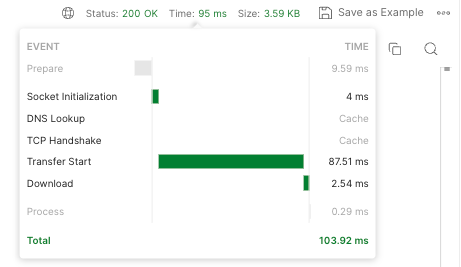 Status: 200 OK Time: 95 ms Size: 3.59 KB Save as Example
EVENT TIME
Prepare 9.59 ms
Socket Initialization 4 ms
DNS Lookup Cache
TCP Handshake Cache
Transfer Start 87.51 ms
Download 2.54 ms
Process 0.29 ms
Total 103.92 ms